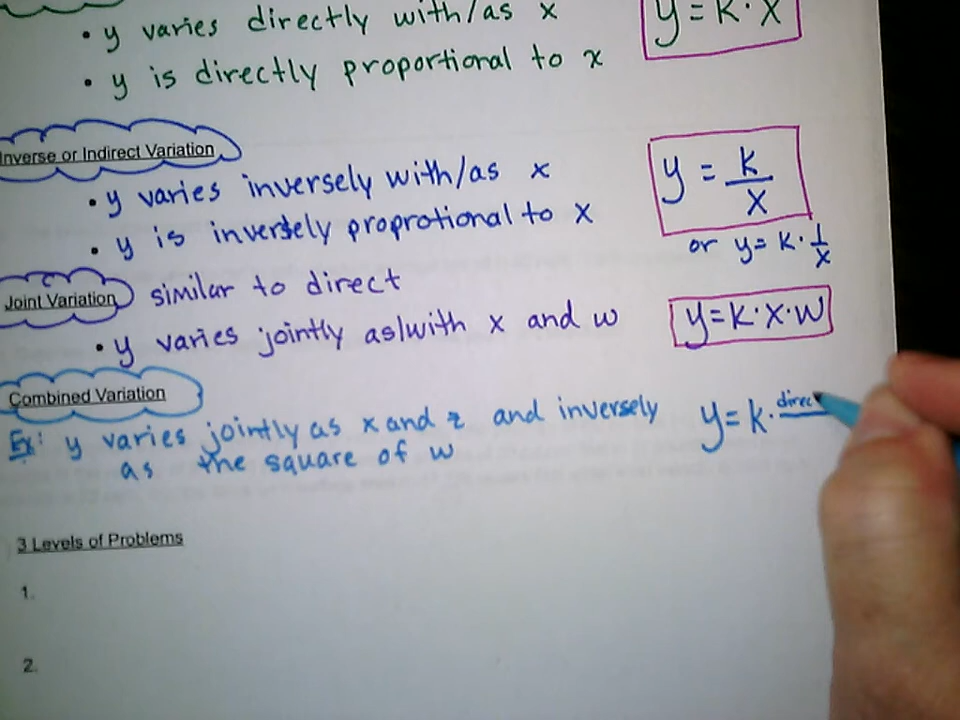 • y varies directly with/as x
y = k · x
• y is directly proportional to x
Inverse or Indirect Variation
• y varies inversely with/as x
y = k/x
• y is inversely proprotional to x
or y = k · 1/x
Joint Variation similar to direct
• y varies jointly as/with x and w
y = k · x · w
Combined Variation
Ex: y varies jointly as x and z and inversely
as the square of w
y = k · direc
3 Levels of Problems
1.
2.